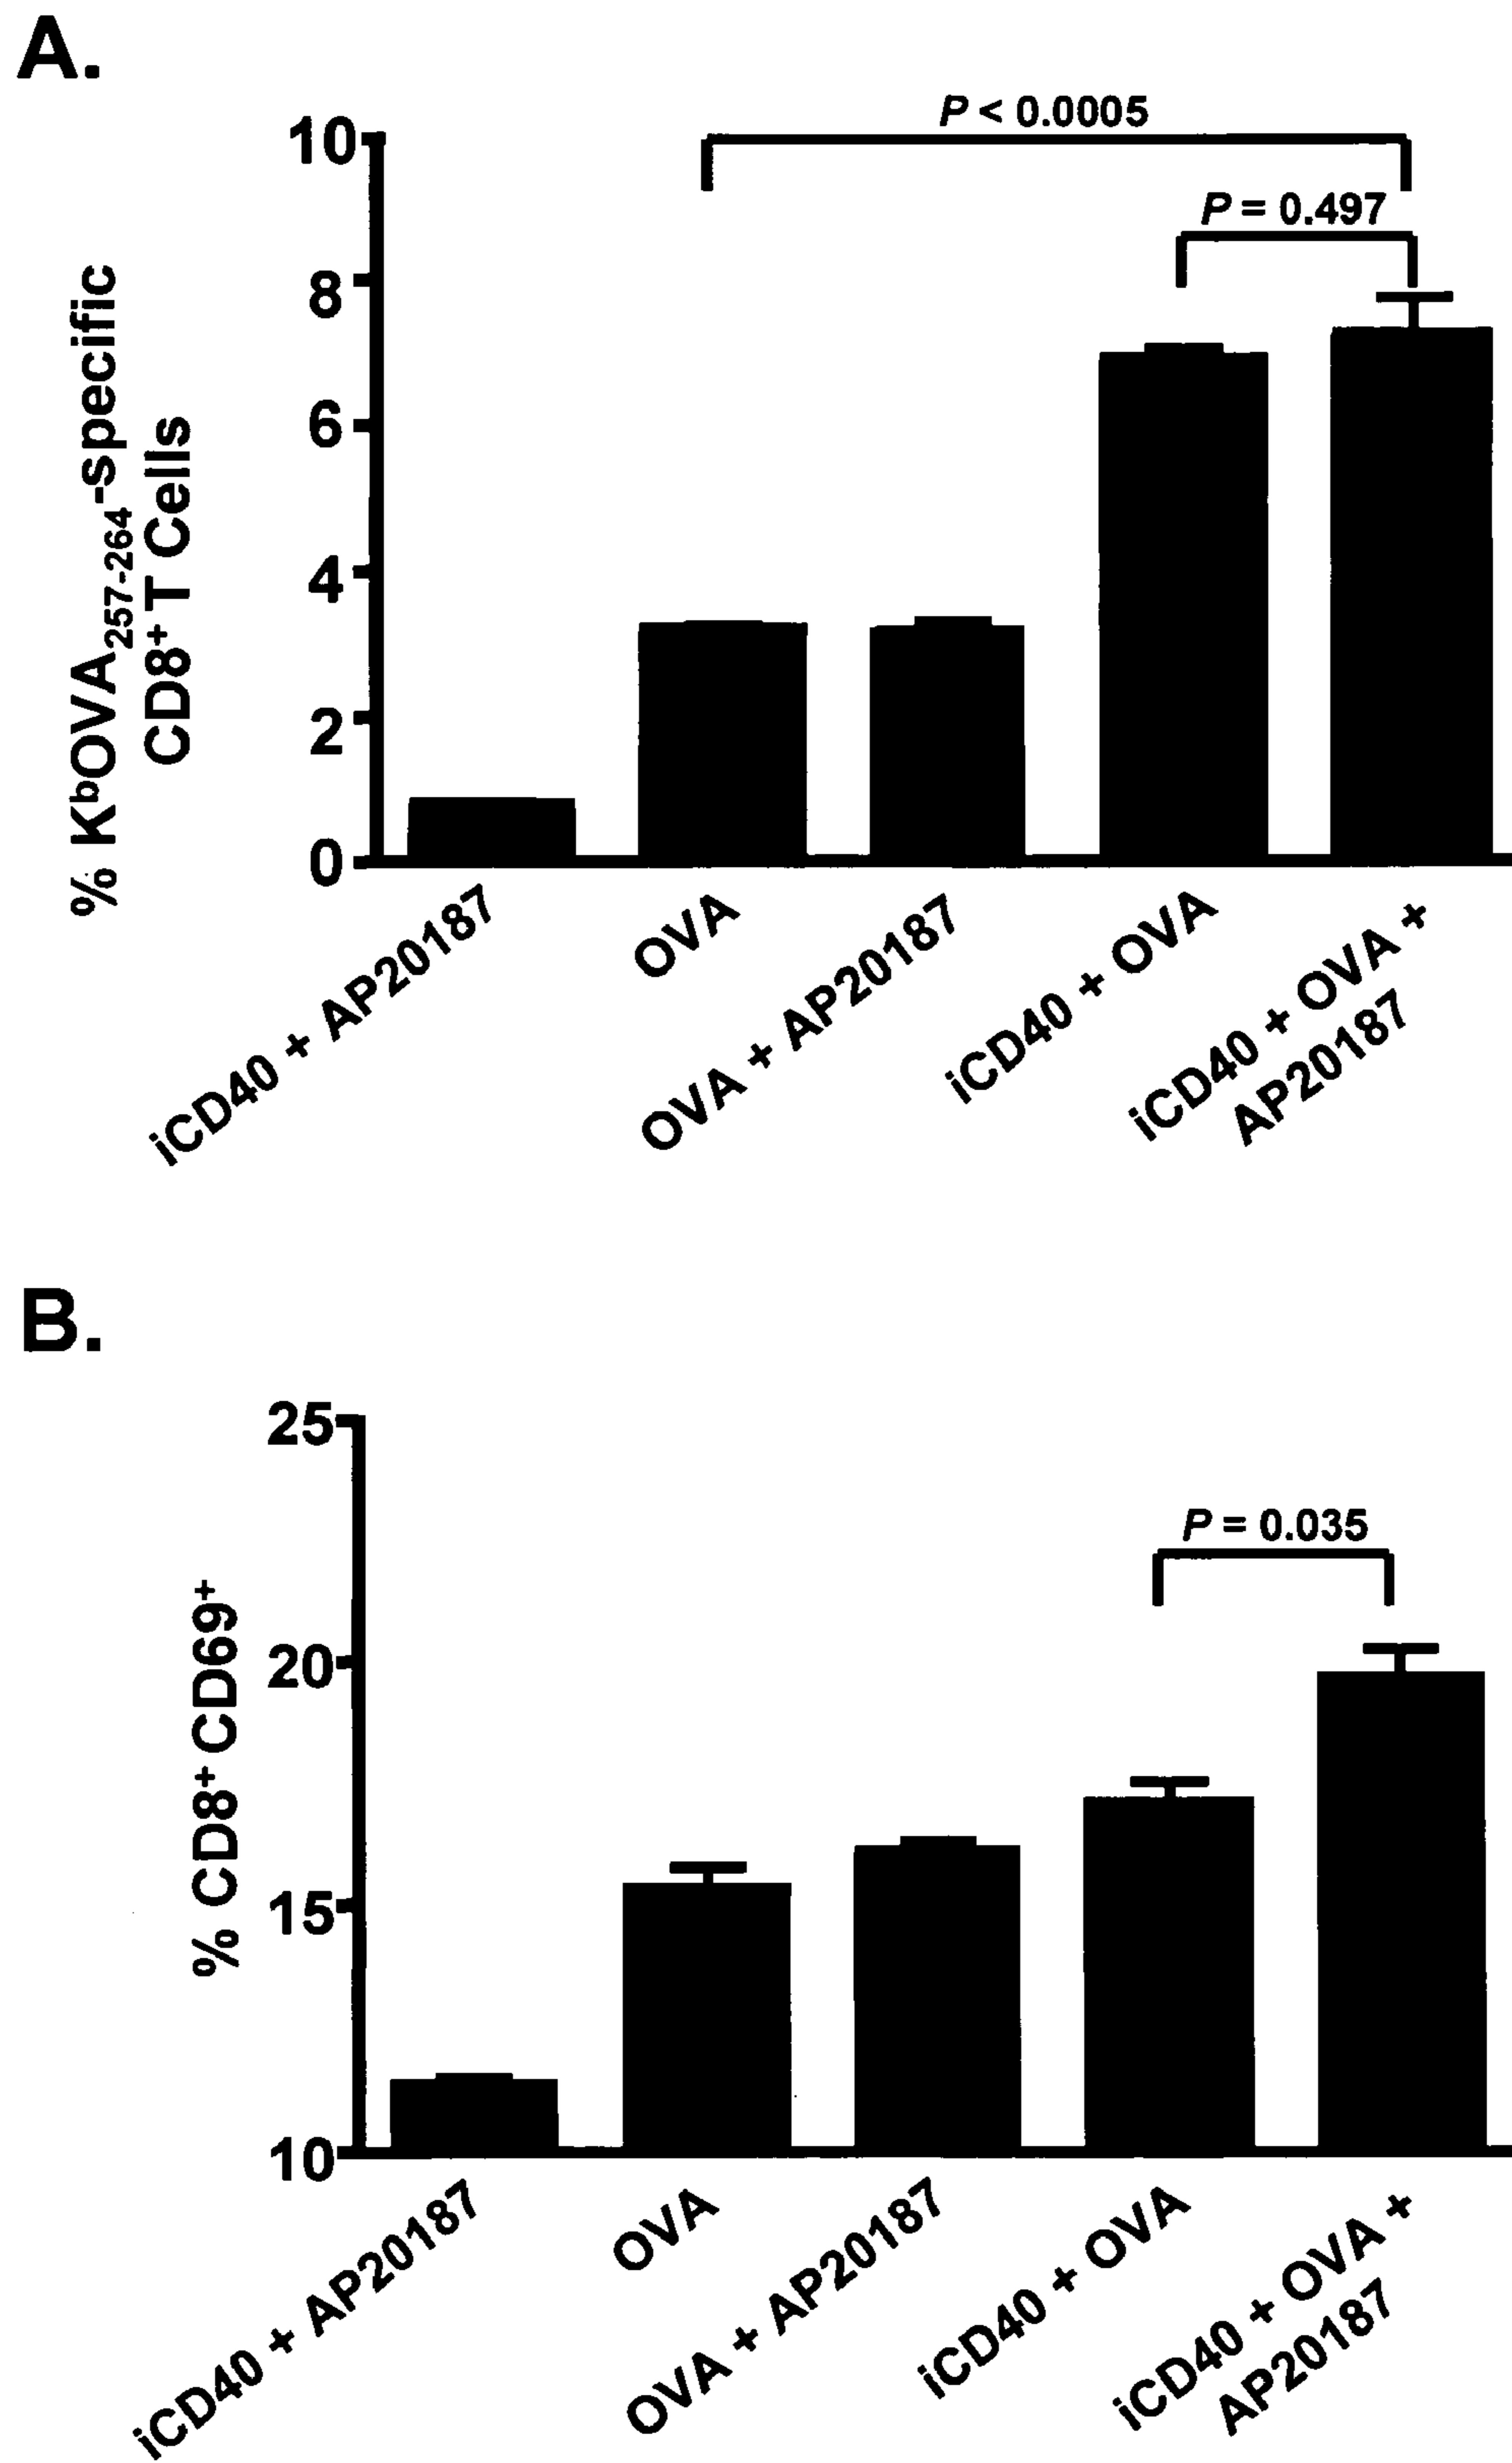 A.
P < 0.0005
P = 0.497
10
8
6
4
2
0
% KᵇOVA₂₅₇₋₂₆₄-specific
CD8⁺ T Cells
iCD40 + AP20187
OVA
OVA + AP20187
iCD40 + OVA
iCD40 + OVA +
AP20187
B.
P = 0.035
25
20
15
10
% CD8⁺ CD69⁺
iCD40 + AP20187
OVA
OVA + AP20187
iCD40 + OVA
iCD40 + OVA +
AP20187